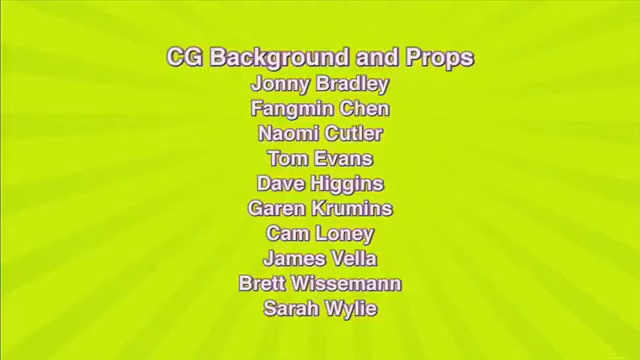 CG Background and Props
Jonny Bradley
Fangmin Chen
Naomi Cutler
Tom Evans
Dave Higgins
Garen Krumins
Cam Loney
James Vella
Brett Wissemann
Sarah Wylie